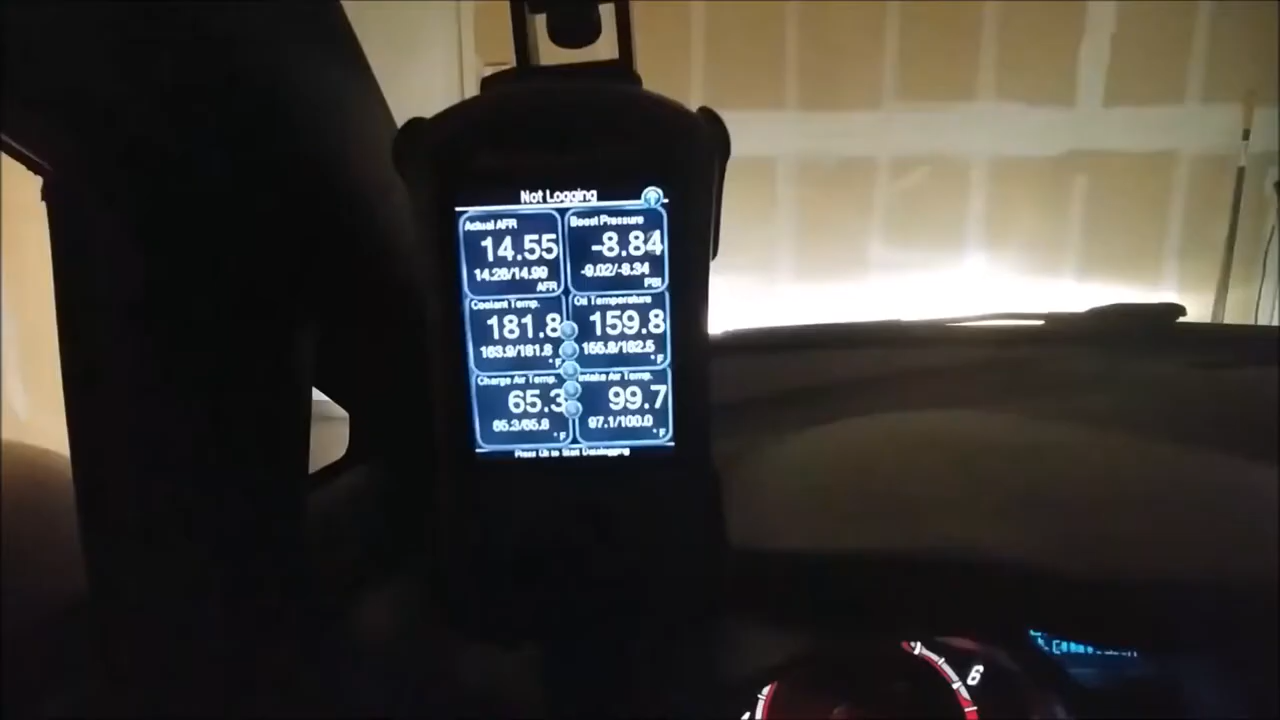 Not Logging
Actual AFR
14.55
14.26/14.99
AFR
Boost Pressure
-8.84
-9.02/-8.34
PSI
Coolant Temp.
181.8
163.9/181.8
°F
Oil Temperature
159.8
155.8/162.5
°F
Charge Air Temp.
65.3
65.3/65.8
°F
Intake Air Temp.
99.7
97.1/100.0
°F
Press to Start Datalogging
6